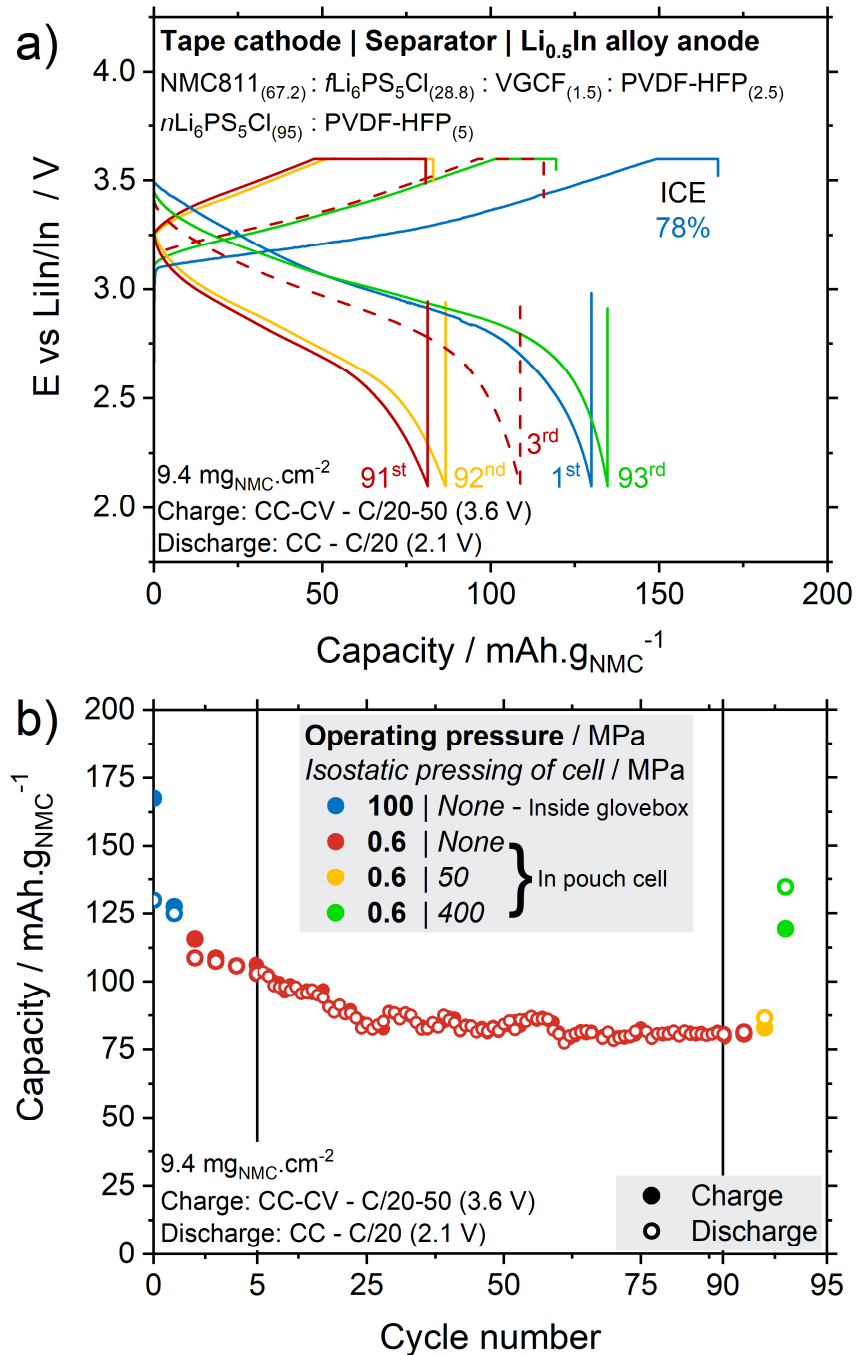 a)
Tape cathode | Separator | Li0.5In alloy anode
NMC811(67.2) : fLi6PS5Cl(28.8) : VGCF(1.5) : PVDF-HFP(2.5)
nLi6PS5Cl(95) : PVDF-HFP(5)
E vs LiIn/In / V
4.0
3.5
3.0
2.5
2.0
ICE
78%
3rd
91st
92nd
1st
93rd
9.4 mgNMC.cm-2
Charge: CC-CV - C/20-50 (3.6 V)
Discharge: CC - C/20 (2.1 V)
0
50
100
150
200
Capacity / mAh.gNMC-1
b)
Capacity / mAh.gNMC-1
200
175
150
125
100
75
50
25
0
Operating pressure / MPa
Isostatic pressing of cell / MPa
100 | None - Inside glovebox
0.6 | None
0.6 | 50
0.6 | 400
} In pouch cell
9.4 mgNMC.cm-2
Charge: CC-CV - C/20-50 (3.6 V)
Discharge: CC - C/20 (2.1 V)
Charge
Discharge
0
5
25
50
75
90
95
Cycle number